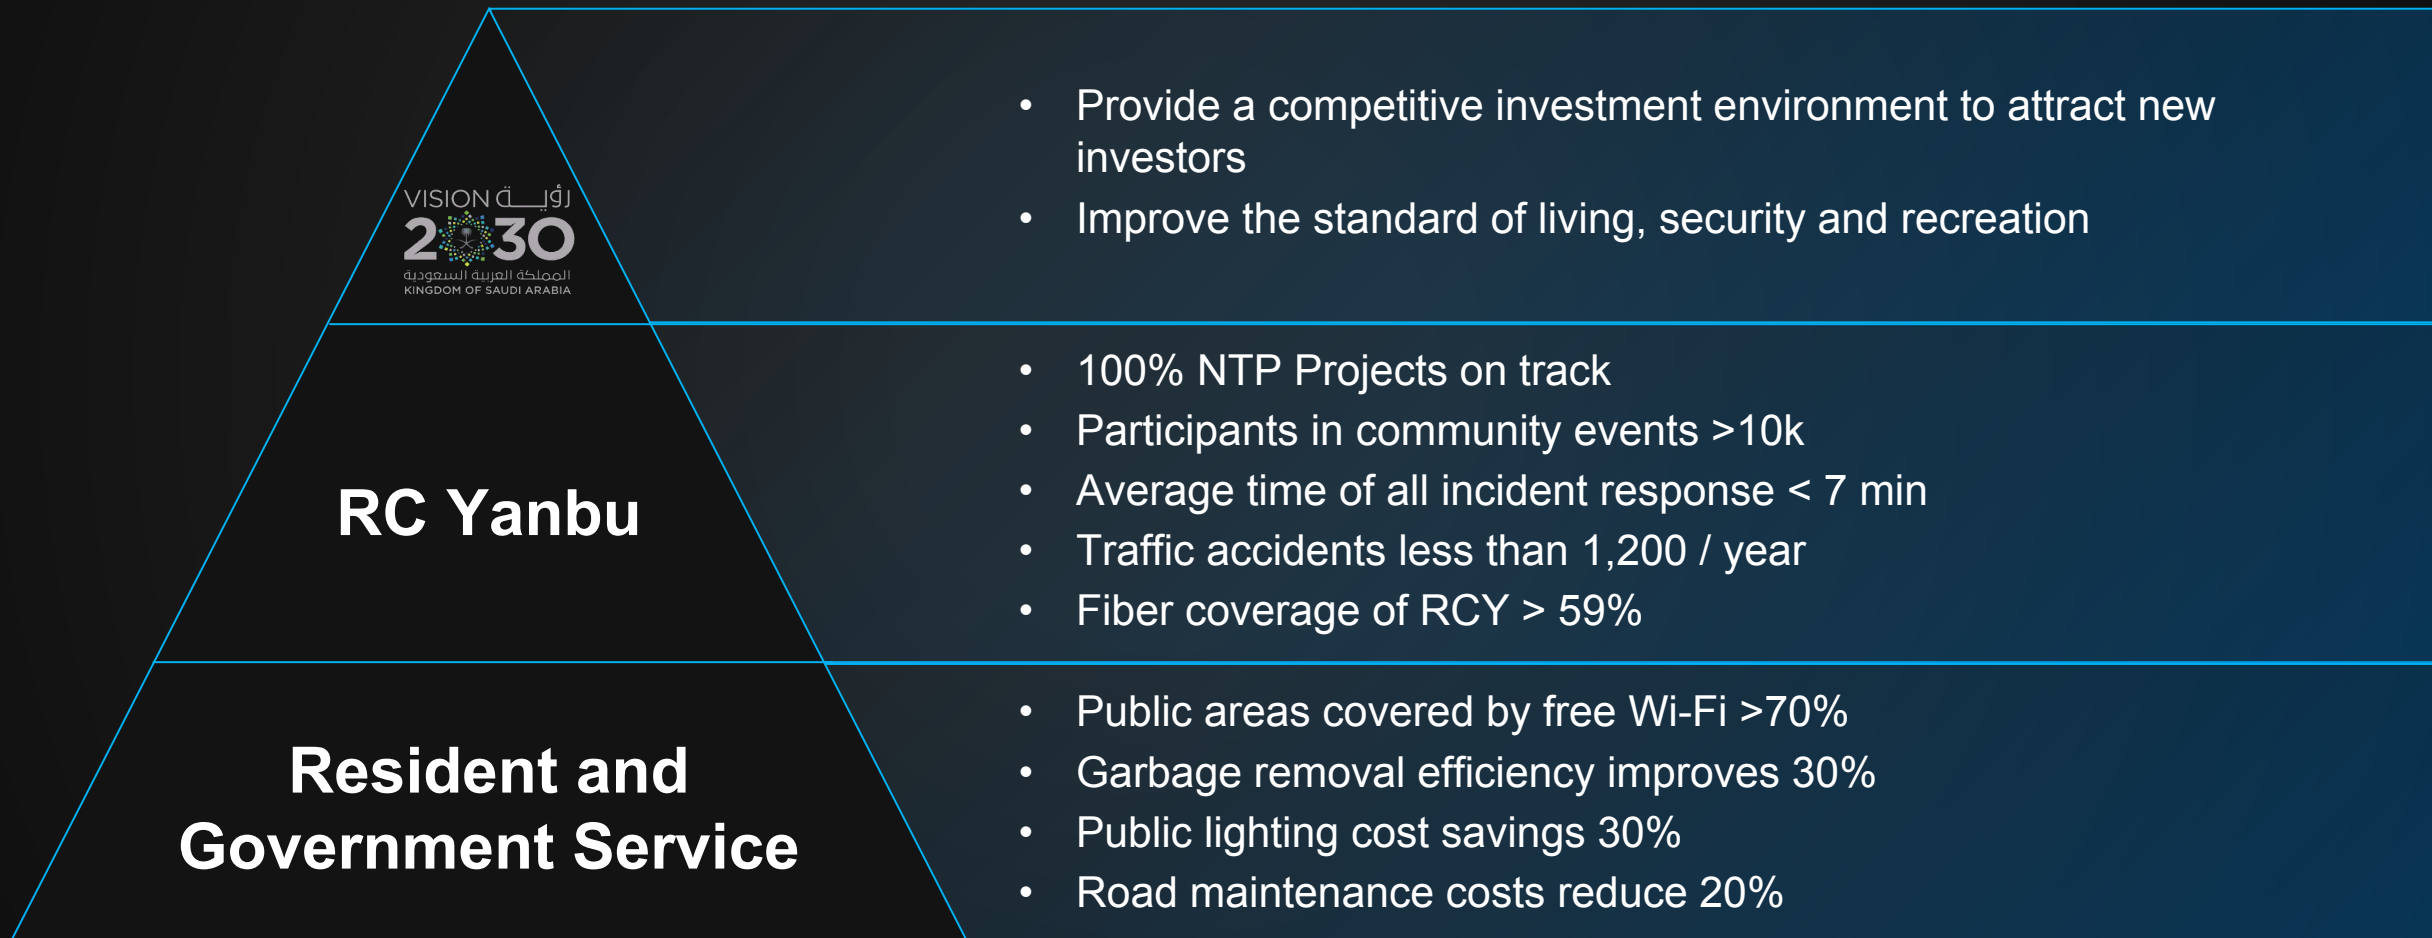 VISION رؤيــة
2030
المملكة العربية السعودية
KINGDOM OF SAUDI ARABIA
• Provide a competitive investment environment to attract new
investors
• Improve the standard of living, security and recreation
RC Yanbu
• 100% NTP Projects on track
• Participants in community events >10k
• Average time of all incident response < 7 min
• Traffic accidents less than 1,200 / year
• Fiber coverage of RCY > 59%
Resident and
Government Service
• Public areas covered by free Wi-Fi >70%
• Garbage removal efficiency improves 30%
• Public lighting cost savings 30%
• Road maintenance costs reduce 20%